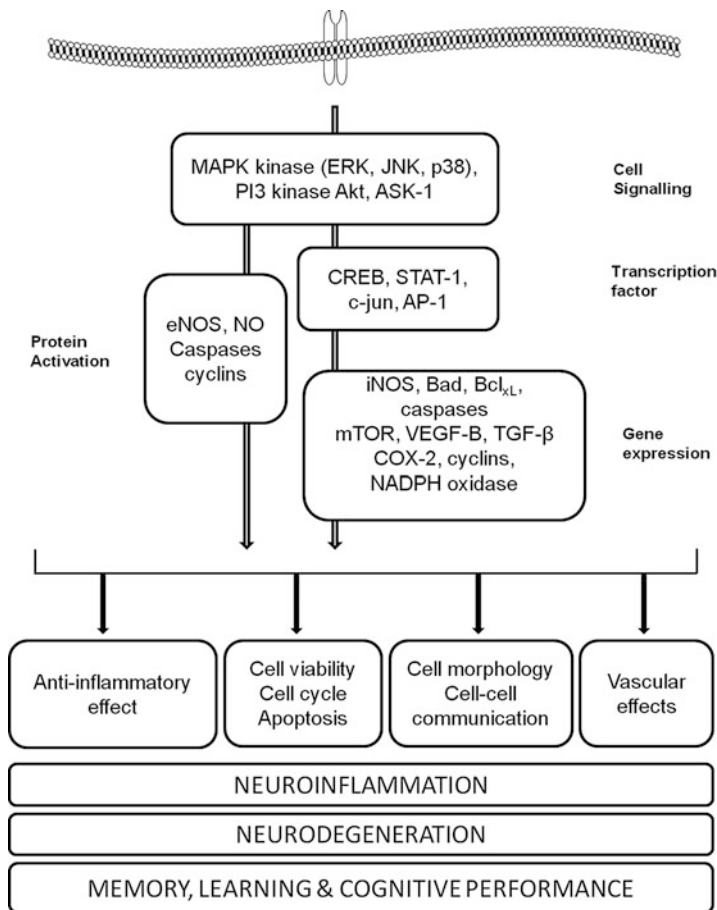 MAPK kinase (ERK, JNK, p38),
PI3 kinase Akt, ASK-1
Cell
Signalling
CREB, STAT-1,
c-jun, AP-1
Transcription
factor
eNOS, NO
Caspases
cyclins
Protein
Activation
iNOS, Bad, BclxL,
caspases
mTOR, VEGF-B, TGF-β
COX-2, cyclins,
NADPH oxidase
Gene
expression
Anti-inflammatory
effect
Cell viability
Cell cycle
Apoptosis
Cell morphology
Cell-cell
communication
Vascular
effects
NEUROINFLAMMATION
NEURODEGENERATION
MEMORY, LEARNING & COGNITIVE PERFORMANCE